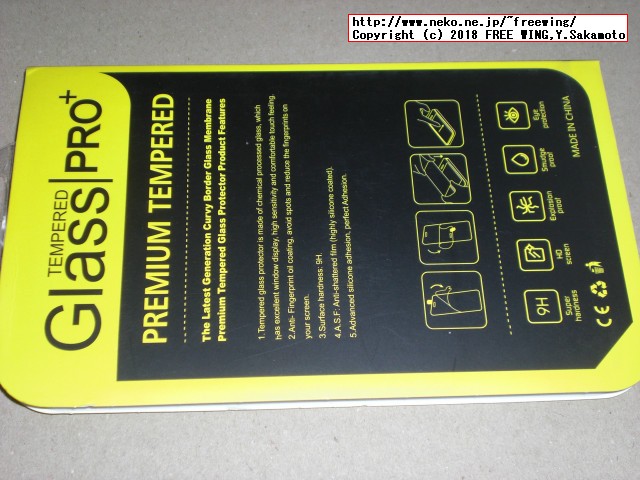 http://www.neko.ne.jp/~freewing/
Copyright (c) 2018 FREE WING,Y.Sakamoto
TEMPERED
Glass PRO+
PREMIUM TEMPERED
The Latest Generation Curvy Border Glass Membrane
Premium Tempered Glass Protector Product Features
1.Tempered glass protector is made of chemical processed glass, which
has excellent window display, high sensitivity and comfortable touch feeling.
2.Anti- Fingerprint oil coating, avoid spots and reduce the fingerprints on
your screen.
3.Surface hardness: 9H.
4.A.S.F: Anti-shattered film (highly silicone coated).
5.Advanced silicone adhesion, perfect Adhesion.
9H
Super
hardness
HD
screen
Explosion
proof
Smudge
proof
Eye
protection
CE
MADE IN CHINA